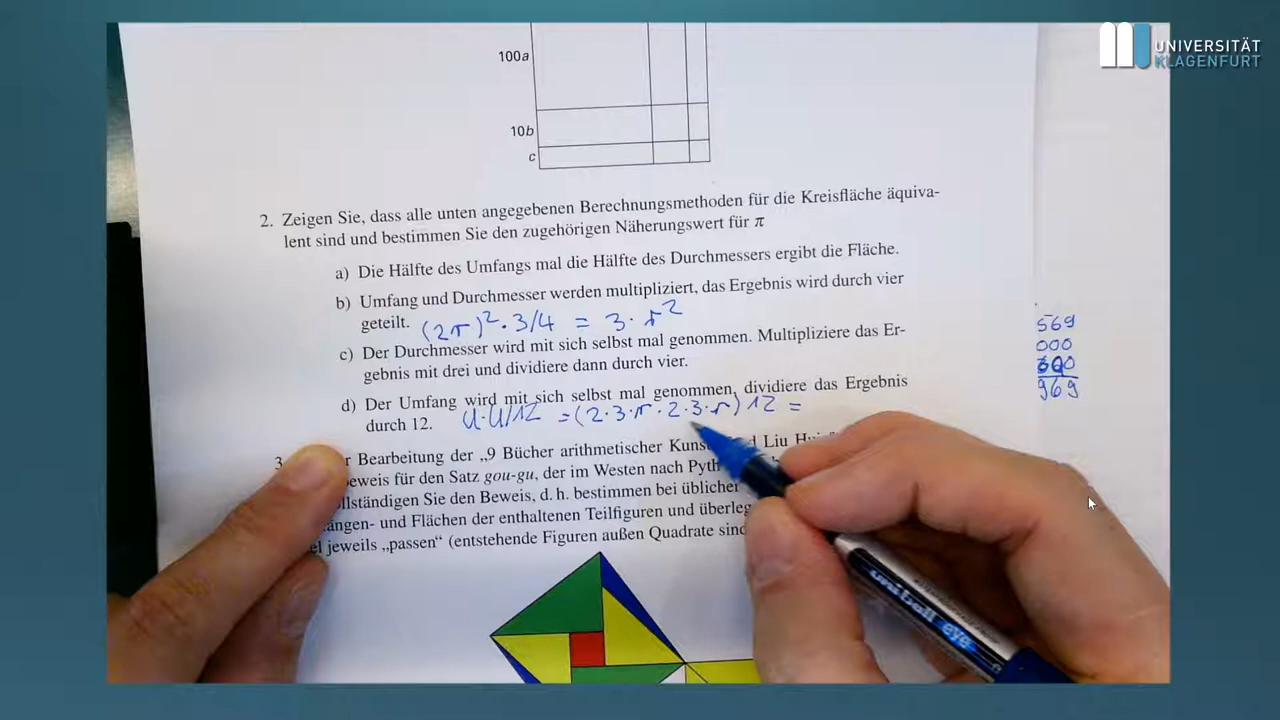 UNIVERSITÄT
KLAGENFURT
100a
10b
c
2. Zeigen Sie, dass alle unten angegebenen Berechnungsmethoden für die Kreisfläche äquiva-
lent sind und bestimmen Sie den zugehörigen Näherungswert für π
a) Die Hälfte des Umfangs mal die Hälfte des Durchmessers ergibt die Fläche.
b) Umfang und Durchmesser werden multipliziert, das Ergebnis wird durch vier
geteilt. (2r)² · 3/4 = 3 · r²
c) Der Durchmesser wird mit sich selbst mal genommen. Multipliziere das Er-
gebnis mit drei und dividiere dann durch vier.
d) Der Umfang wird mit sich selbst mal genommen, dividiere das Ergebnis
durch 12. U·U/12 = (2·3·r · 2·3·r) 12 =
569
000
969
3. Bearbeitung der „9 Bücher arithmetischer Liu
eweis für den Satz gou-gu, der im Westen nach
llständigen Sie den Beweis, d. h. bestimmen bei üblicher
ängen- und Flächen der enthaltenen Teilfiguren und
el jeweils „passen“ (entstehende Figuren außen Quadrate sind
uniball eye